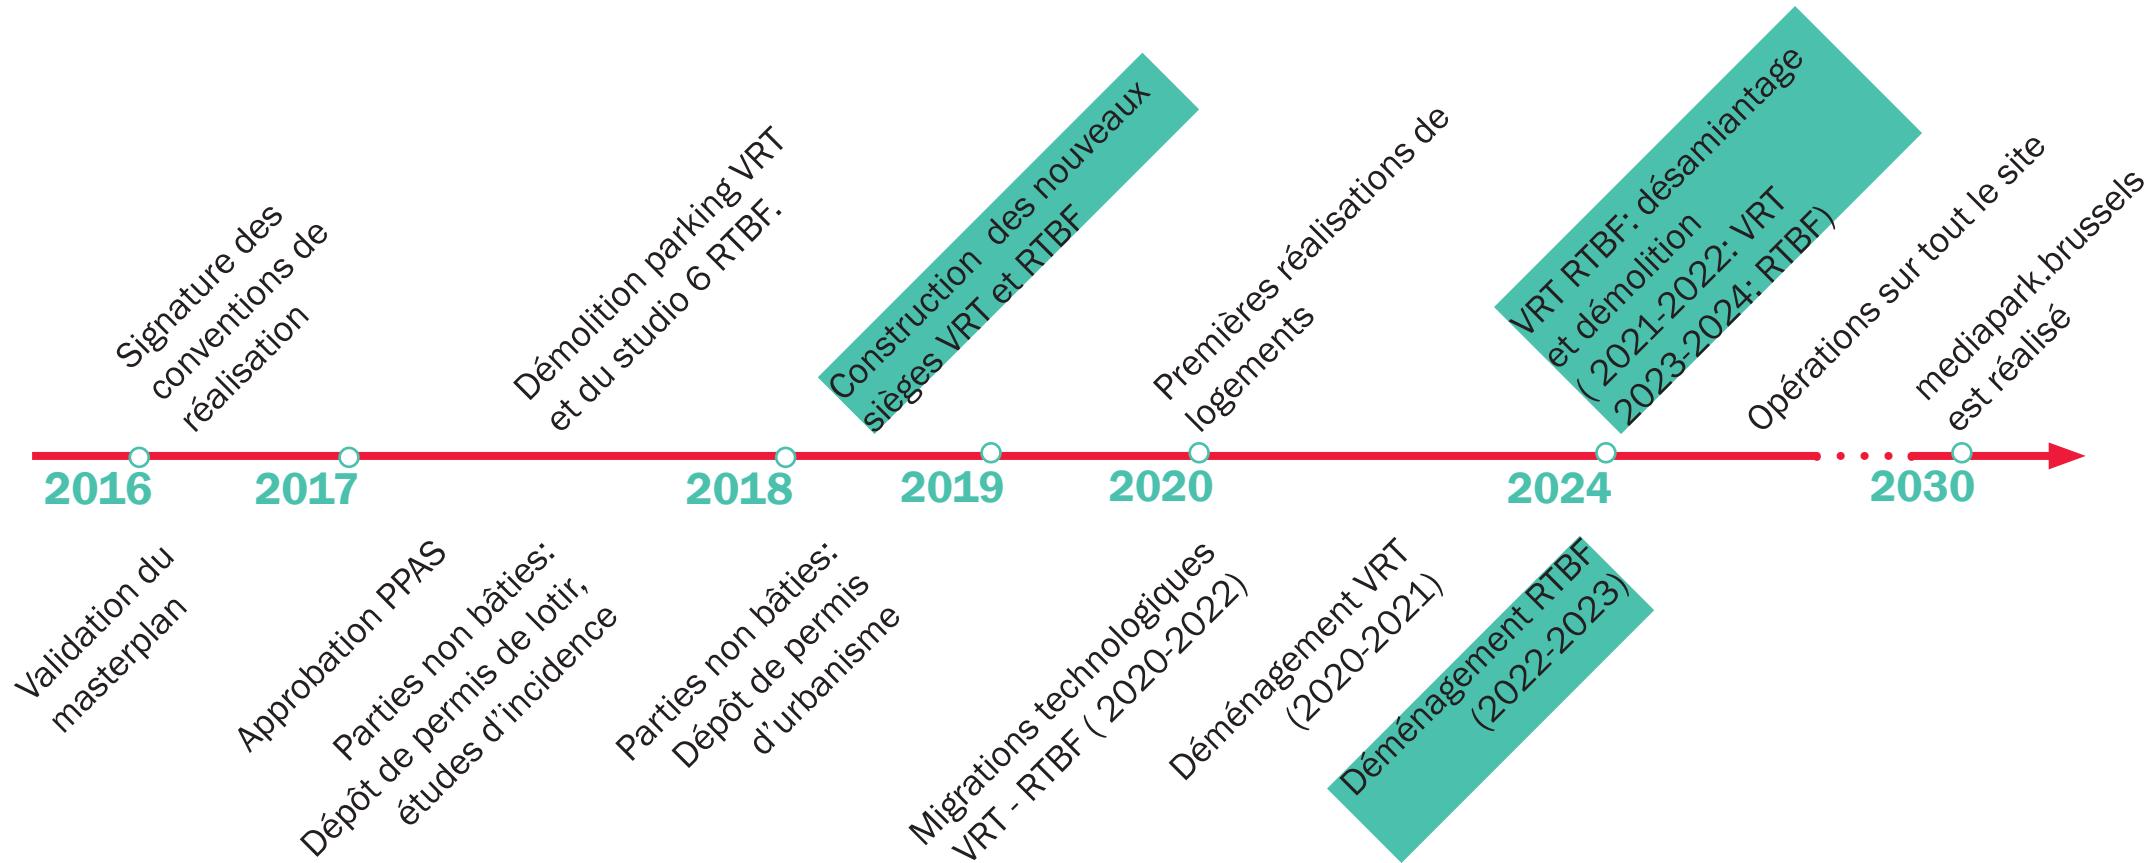 Signature des
conventions de
réalisation
Démolition parking VRT
et du studio 6 RTBF.
Construction des nouveaux
sièges VRT et RTBF
Premières réalisations de
logements
VRT RTBF: désamiantage
et démolition
( 2021-2022: VRT
2023-2024: RTBF)
Opérations sur tout le site
mediapark.brussels
est réalisé
2016
2017
2018
2019
2020
2024
2030
Validation du
masterplan
Approbation PPAS
Parties non bâties:
Dépôt de permis de lotir,
études d’incidence
Parties non bâties:
Dépôt de permis
d’urbanisme
Migrations technologiques
VRT - RTBF ( 2020-2022)
Déménagement VRT
(2020-2021)
Déménagement RTBF
(2022-2023)